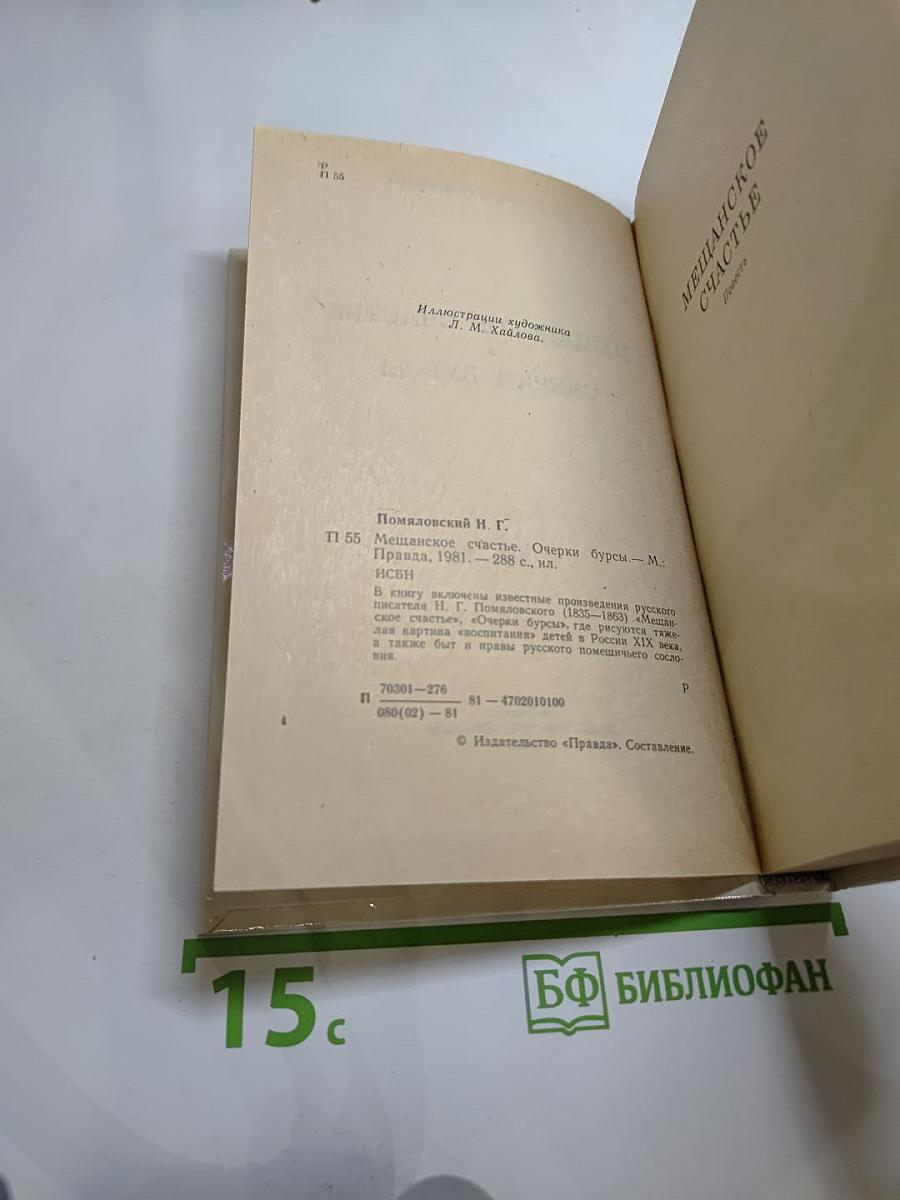 Р
П 55
Иллюстрации художника
Л. М. Хайлова.
Помяловский Н. Г.
П 55 Мещанское счастье. Очерки бурсы.— М.:
Правда, 1981. — 288 с., ил.
ИСБН
В книгу включены известные произведения русского
писателя Н. Г. Помяловского (1835—1863) «Мещан-
ское счастье», «Очерки бурсы», где рисуются тяже-
лая картина «воспитания» детей в России XIX века,
а также быт и нравы русского помещичьего сосло-
вия.
Р
П 70301—276
080(02) — 81
81 — 4702010100
© Издательство «Правда». Составление.
МЕЩАНСКОЕ
СЧАСТЬЕ
Повесть
15 с
БФ БИБЛИОФАН